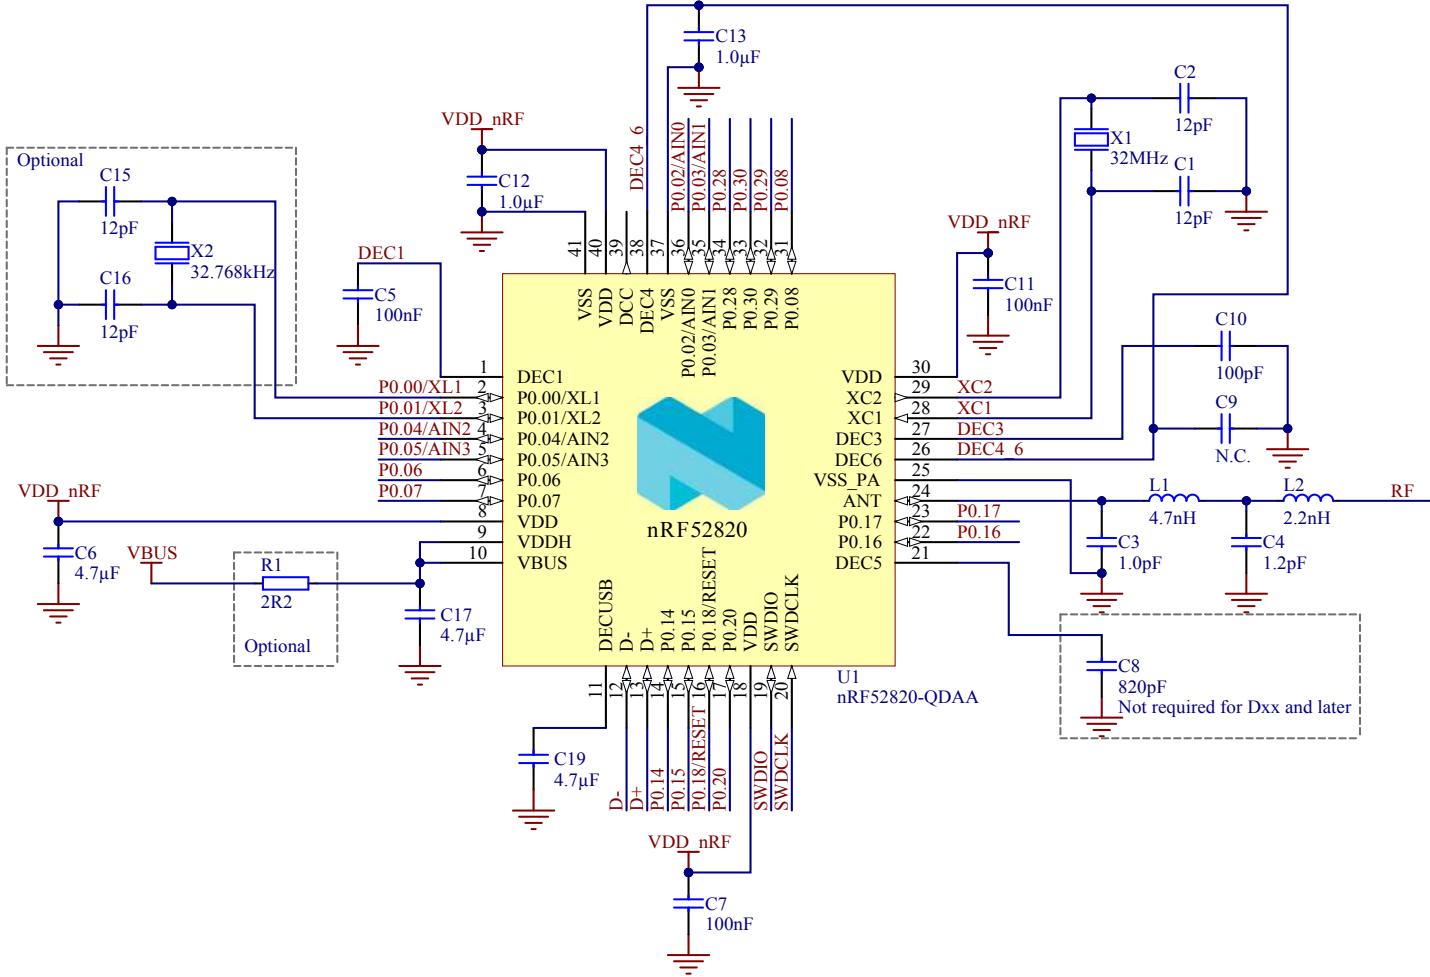 C13
1.0µF
C2
12pF
X1
32MHz
C1
12pF
VDD_nRF
C12
1.0µF
DEC4_6
P0.02/AIN0
P0.03/AIN1
P0.28
P0.30
P0.29
P0.08
Optional
C15
12pF
X2
32.768kHz
C16
12pF
DEC1
C5
100nF
VDD_nRF
C11
100nF
C10
100pF
C9
N.C.
41
40
39
38
37
36
35
34
33
32
31
VSS
VDD
DCC
DEC4
VSS
P0.02/AIN0
P0.03/AIN1
P0.28
P0.30
P0.29
P0.08
1
DEC1
P0.00/XL1
2
P0.00/XL1
P0.01/XL2
3
P0.01/XL2
P0.04/AIN2
4
P0.04/AIN2
P0.05/AIN3
5
P0.05/AIN3
P0.06
6
P0.06
P0.07
7
P0.07
8
VDD
9
VDDH
10
VBUS
VDD
30
XC2
29
XC2
XC1
28
XC1
DEC3
27
DEC3
DEC6
26
DEC4_6
VSS_PA
25
ANT
24
P0.17
23
P0.17
P0.16
22
P0.16
DEC5
21
nRF52820
L1
4.7nH
L2
2.2nH
RF
C3
1.0pF
C4
1.2pF
VDD_nRF
C6
4.7µF
VBUS
R1
2R2
Optional
C17
4.7µF
DECUSB
D-
D+
P0.14
P0.15
P0.18/RESET
P0.20
VDD
SWDIO
SWDCLK
11
12
13
14
15
16
17
18
19
20
U1
nRF52820-QDAA
C8
820pF
Not required for Dxx and later
C19
4.7µF
D-
D+
P0.14
P0.15
P0.18/RESET
P0.20
SWDIO
SWDCLK
VDD_nRF
C7
100nF